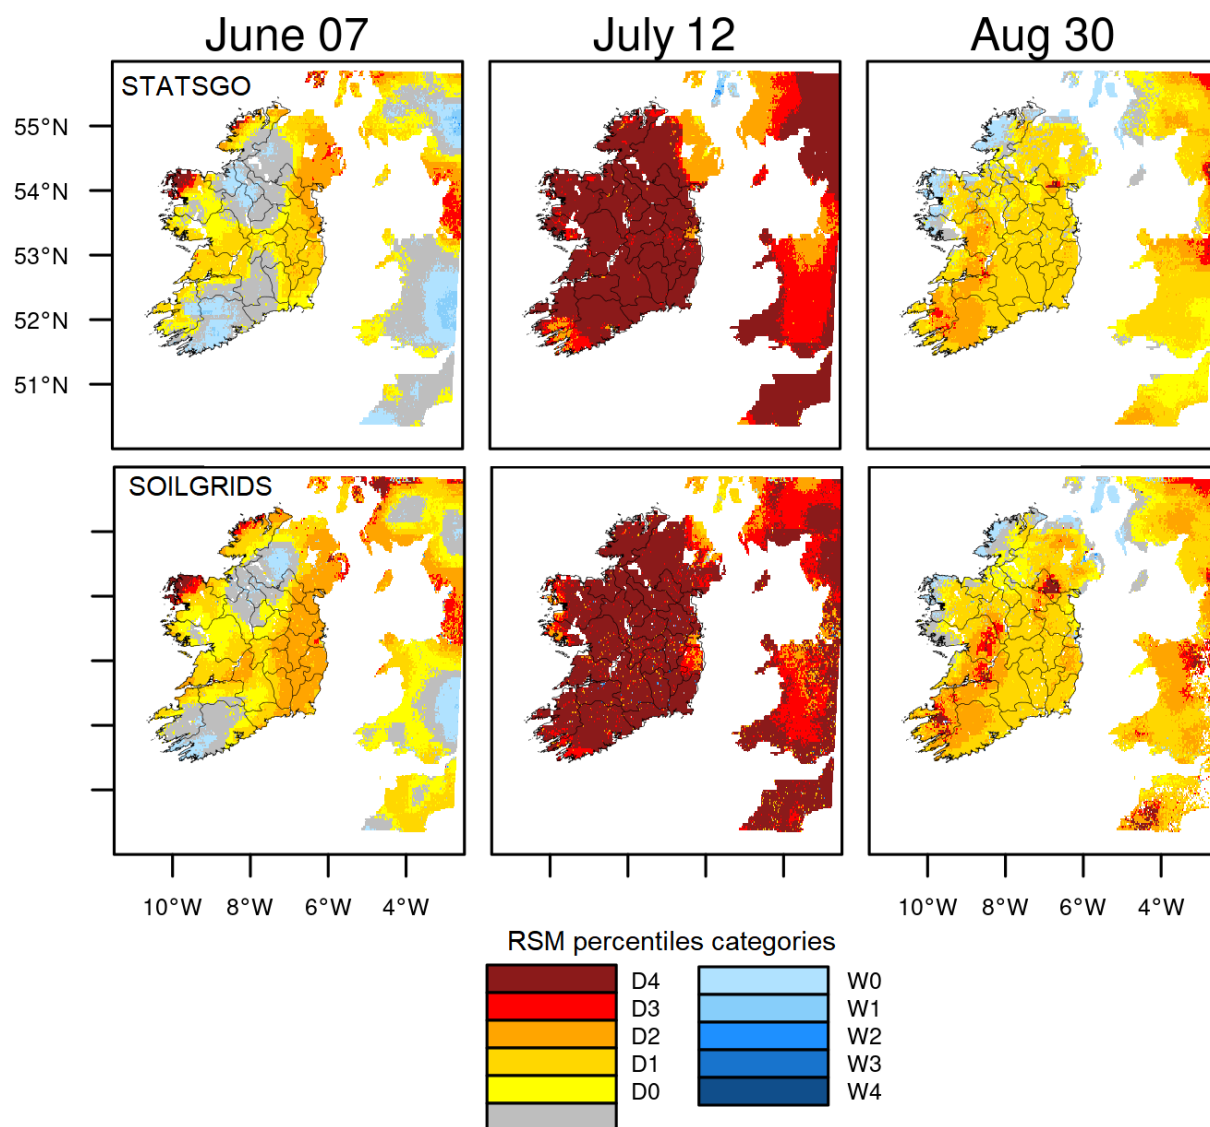 June 07
July 12
Aug 30
STATSGO
55°N
54°N
53°N
52°N
51°N
SOILGRIDS
10°W 8°W 6°W 4°W
10°W 8°W 6°W 4°W
RSM percentiles categories
D4 W0
D3 W1
D2 W2
D1 W3
D0 W4